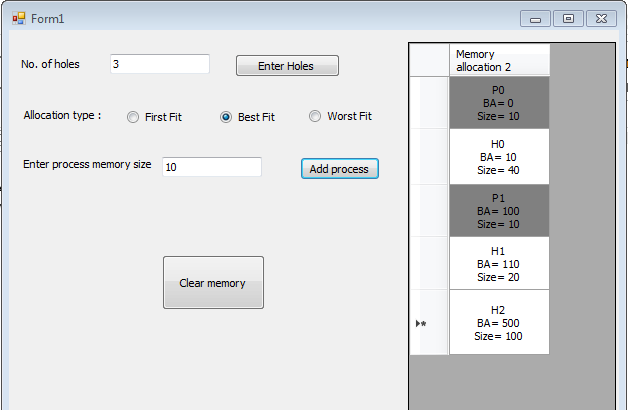 Form1
No. of holes
3
Enter Holes
Allocation type :
First Fit
Best Fit
Worst Fit
Enter process memory size
10
Add process
Clear memory
Memory
allocation 2
P0
BA= 0
Size= 10
H0
BA= 10
Size= 40
P1
BA= 100
Size= 10
H1
BA= 110
Size= 20
H2
BA= 500
Size= 100